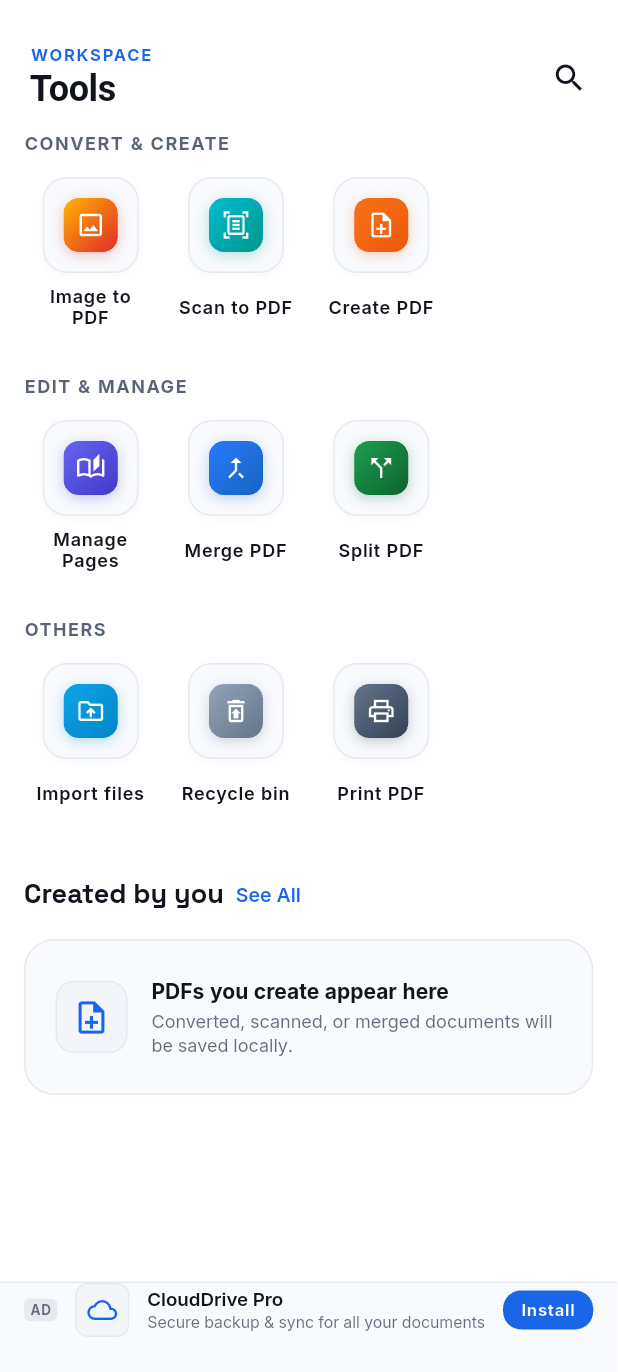 WORKSPACE
Tools
CONVERT & CREATE
Image to
PDF
Scan to PDF
Create PDF
EDIT & MANAGE
Manage
Pages
Merge PDF
Split PDF
OTHERS
Import files
Recycle bin
Print PDF
Created by you See All
PDFs you create appear here
Converted, scanned, or merged documents will
be saved locally.
AD
CloudDrive Pro
Secure backup & sync for all your documents
Install